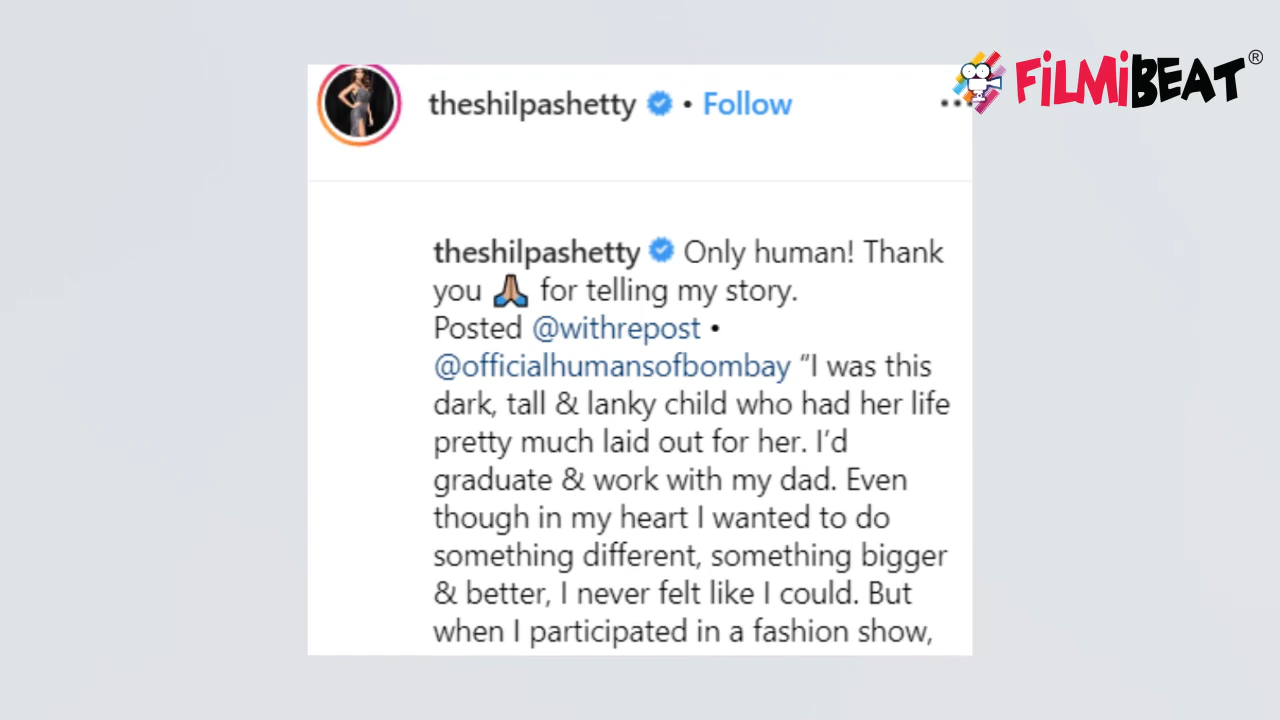 FiLMiBEAT®
theshilpashetty • Follow
theshilpashetty Only human! Thank
you 🙏🏽 for telling my story.
Posted @withrepost •
@officialhumansofbombay “I was this
dark, tall & lanky child who had her life
pretty much laid out for her. I’d
graduate & work with my dad. Even
though in my heart I wanted to do
something different, something bigger
& better, I never felt like I could. But
when I participated in a fashion show,